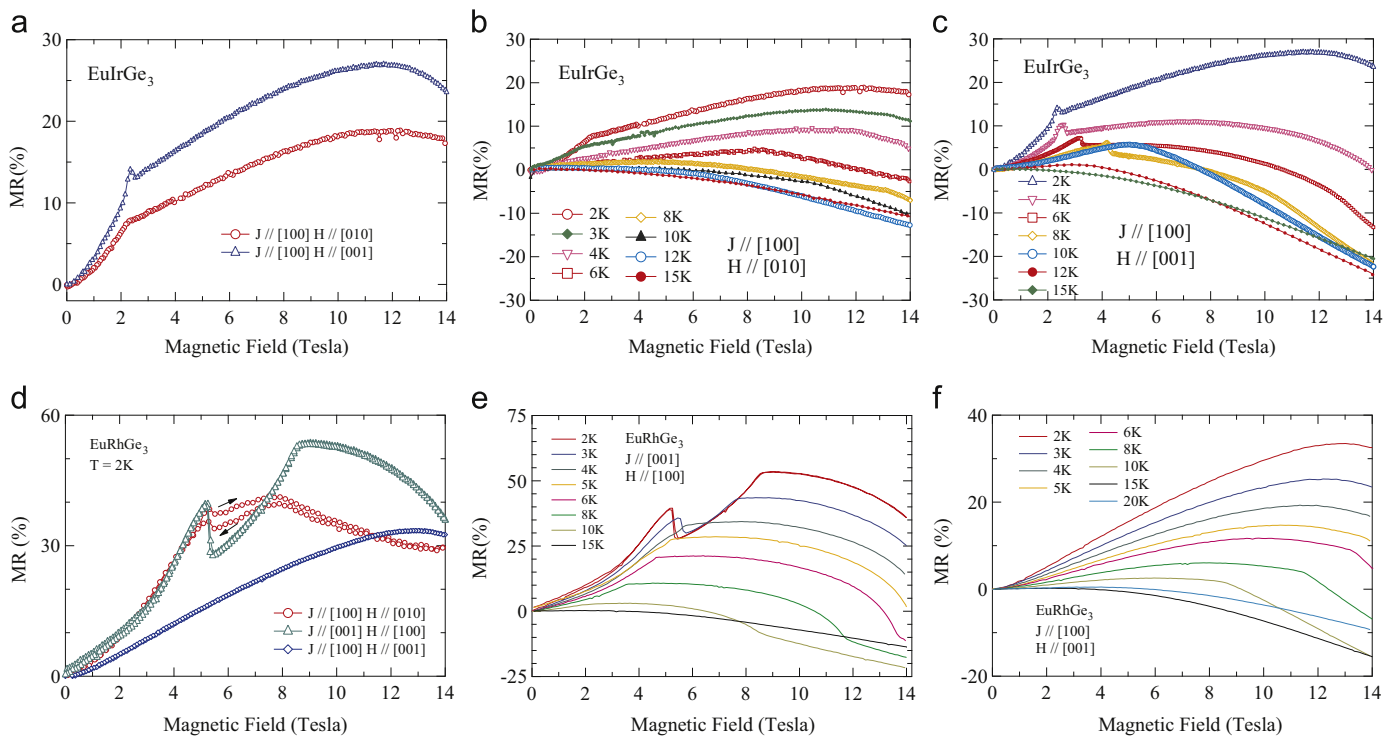 a
30
20
10
0
MR(%)
EuIrGe3
J // [100] H // [010]
J // [100] H // [001]
0 2 4 6 8 10 12 14
Magnetic Field (Tesla)
b
30
20
10
0
-10
-20
-30
MR(%)
EuIrGe3
2K
3K
4K
6K
8K
10K
12K
15K
J // [100]
H // [010]
0 2 4 6 8 10 12 14
Magnetic Field (Tesla)
c
30
20
10
0
-10
-20
-30
MR(%)
EuIrGe3
2K
4K
6K
8K
10K
12K
15K
J // [100]
H // [001]
0 2 4 6 8 10 12 14
Magnetic Field (Tesla)
d
60
30
0
MR (%)
EuRhGe3
T = 2K
J // [100] H // [010]
J // [001] H // [100]
J // [100] H // [001]
0 2 4 6 8 10 12 14
Magnetic Field (Tesla)
e
75
50
25
0
-25
MR (%)
2K
3K
4K
5K
6K
8K
10K
15K
EuRhGe3
J // [001]
H // [100]
0 2 4 6 8 10 12 14
Magnetic Field (Tesla)
f
40
20
0
-20
MR (%)
2K
3K
4K
5K
6K
8K
10K
15K
20K
EuRhGe3
J // [100]
H // [001]
0 2 4 6 8 10 12 14
Magnetic Field (Tesla)